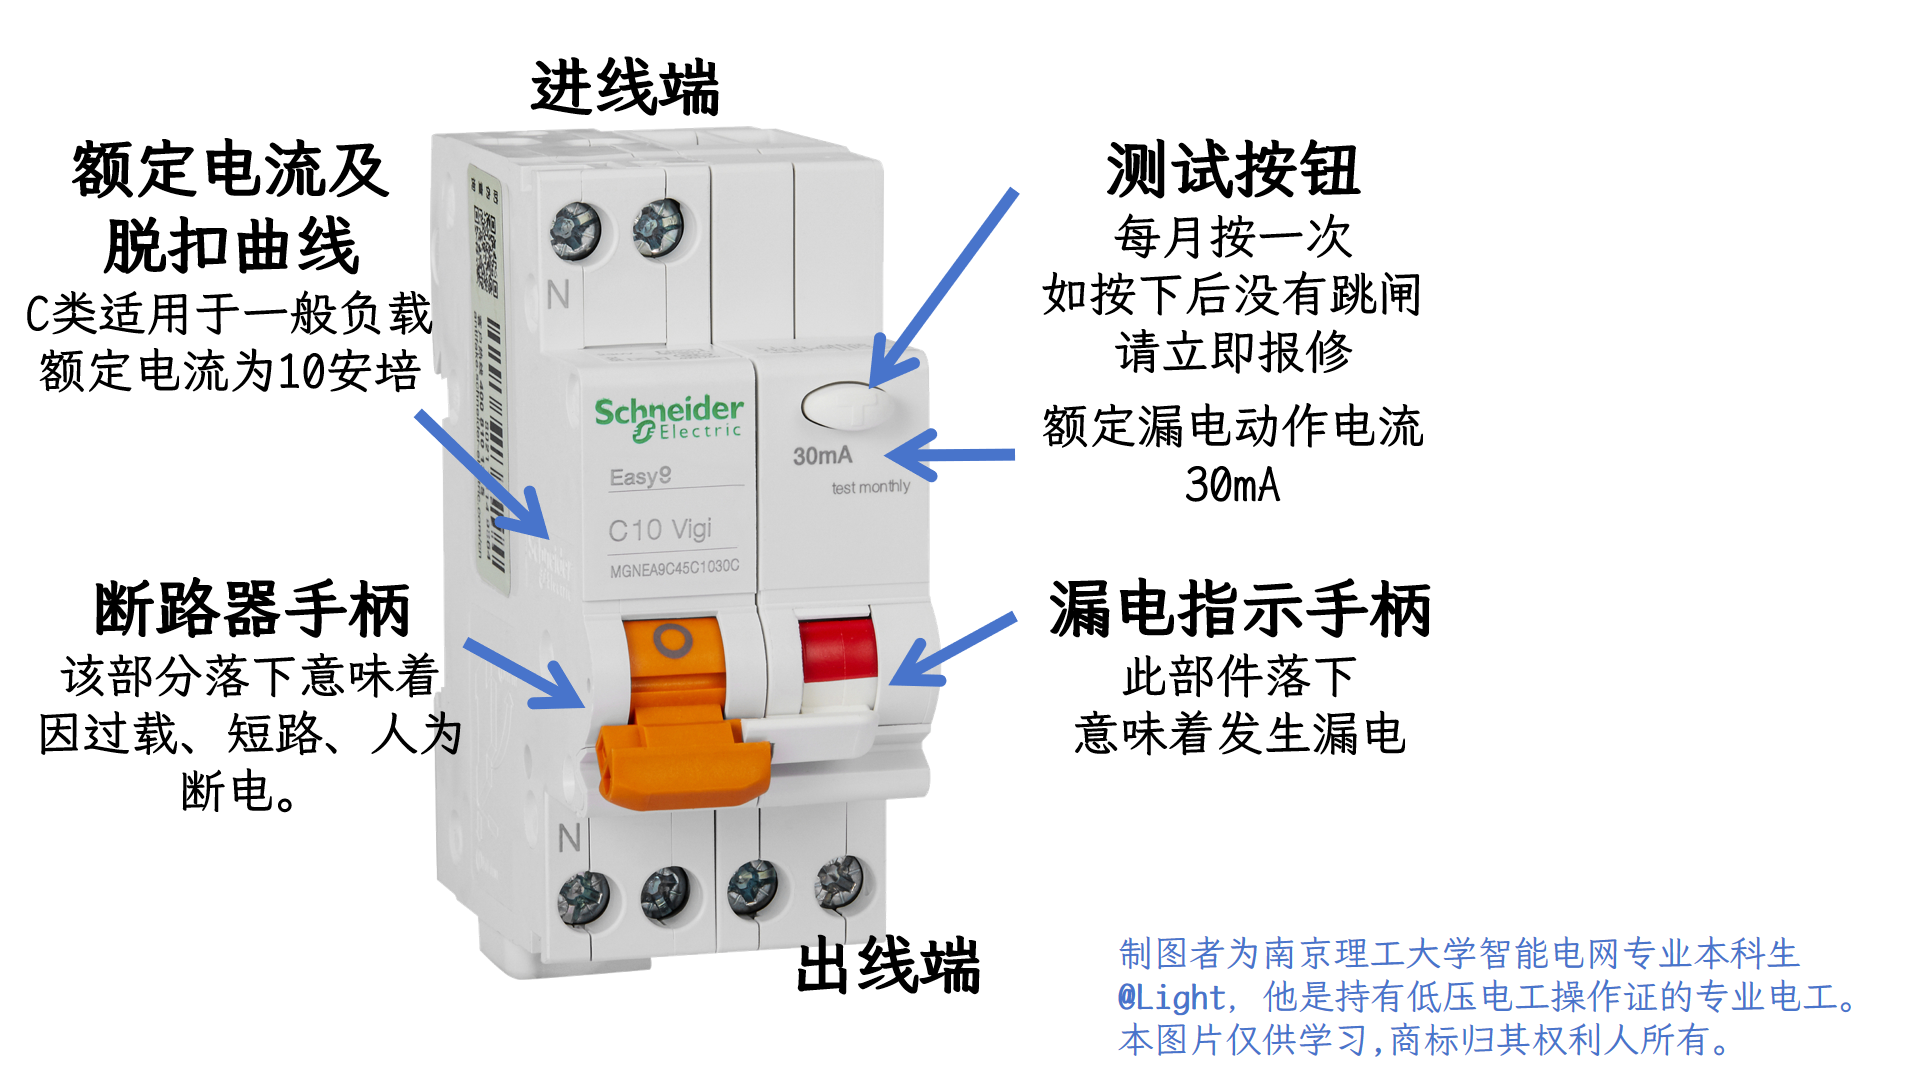 进线端
额定电流及
脱扣曲线
C类适用于一般负载
额定电流为10安培
断路器手柄
该部分落下意味着
因过载、短路、人为
断电。
测试按钮
每月按一次
如按下后没有跳闸
请立即报修
额定漏电动作电流
30mA
漏电指示手柄
此部件落下
意味着发生漏电
N
Schneider
Electric
Easy9
C10 Vigi
MGNEA9C45C1030C
30mA
test monthly
N
出线端
制图者为南京理工大学智能电网专业本科生
@Light, 他是持有低压电工操作证的专业电工。
本图片仅供学习,商标归其权利人所有。